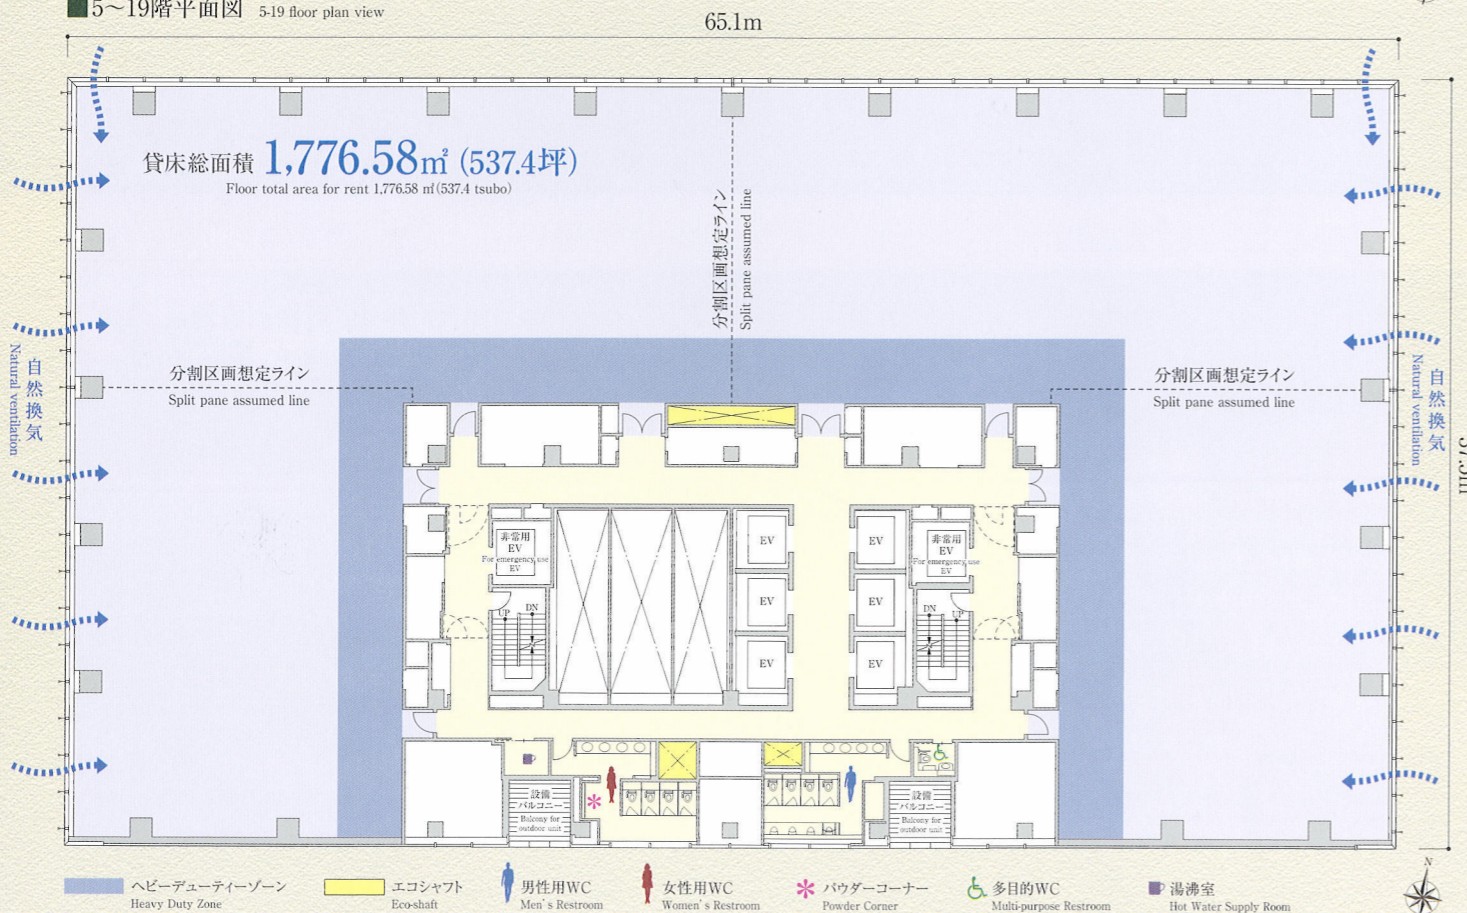 5～19階平面図 5-19 floor plan view
65.1m
貸床総面積 1,776.58㎡ (537.4坪)
Floor total area for rent 1,776.58 ㎡(537.4 tsubo)
分割区画想定ライン
Split pane assumed line
自然換気
Natural ventilation
分割区画想定ライン
Split pane assumed line
分割区画想定ライン
Split pane assumed line
自然換気
Natural ventilation
非常用
EV
For emergency use
EV
EV
EV
非常用
EV
For emergency use
EV
UP
DN
EV
EV
DN
UP
EV
EV
設備
バルコニー
Balcony for
outdoor unit
設備
バルコニー
Balcony for
outdoor unit
ヘビーデューティーゾーン
Heavy Duty Zone
エコシャフト
Eco-shaft
男性用WC
Men's Restroom
女性用WC
Women's Restroom
パウダーコーナー
Powder Corner
多目的WC
Multi-purpose Restroom
湯沸室
Hot Water Supply Room
N